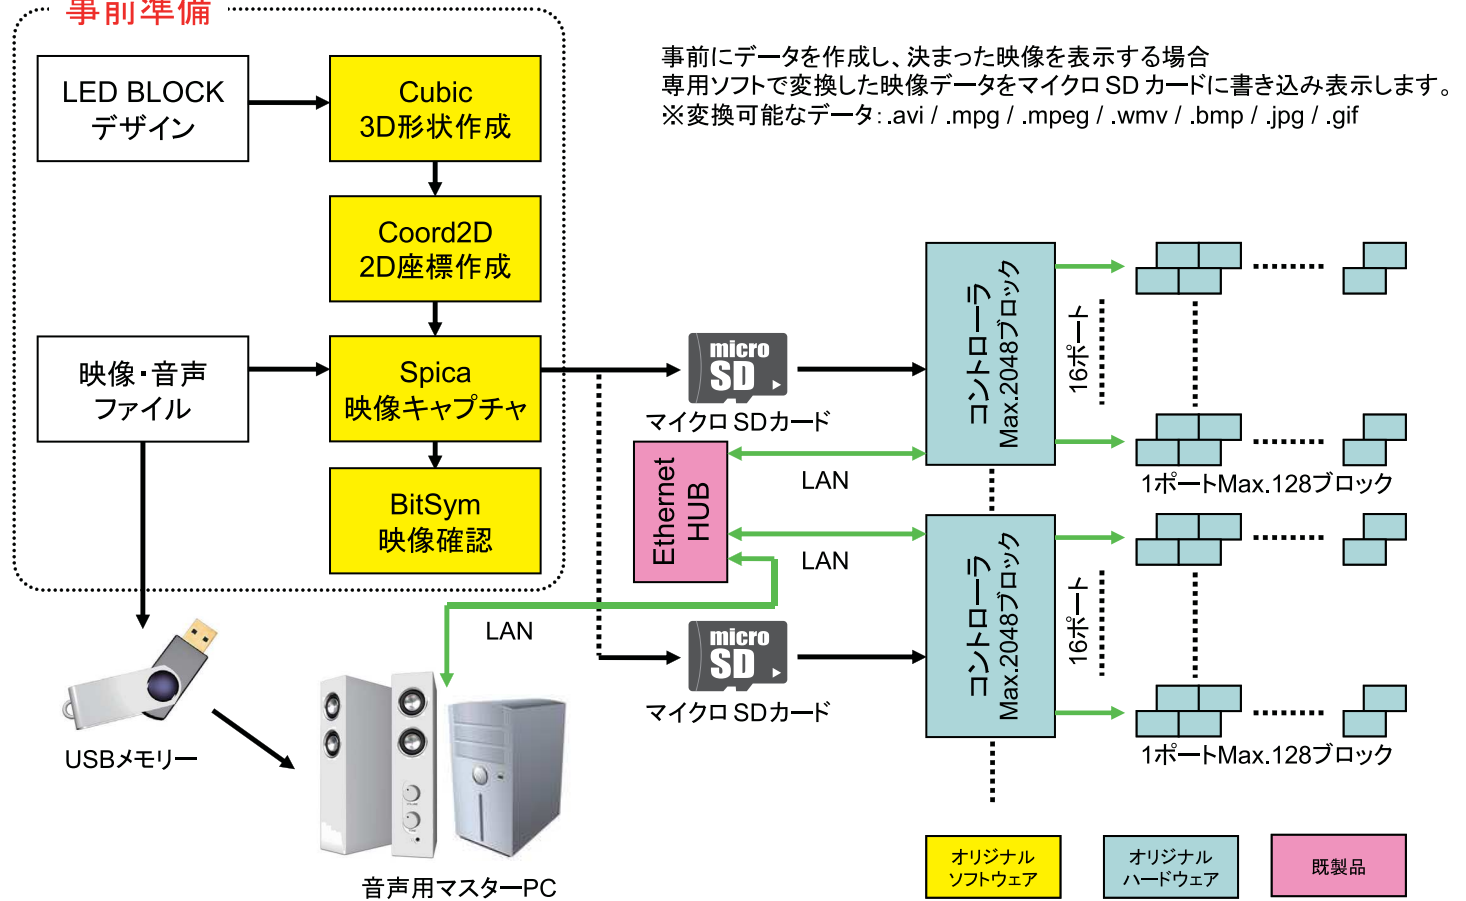 事前準備
事前にデータを作成し、決まった映像を表示する場合
専用ソフトで変換した映像データをマイクロ SD カードに書き込み表示します。
※変換可能なデータ：.avi / .mpg / .mpeg / .wmv / .bmp / .jpg / .gif
LED BLOCK
デザイン
Cubic
3D形状作成
Coord2D
2D座標作成
映像・音声
ファイル
Spica
映像キャプチャ
BitSym
映像確認
micro
SD
マイクロ SDカード
コントローラ
Max.2048ブロック
16ポート
1ポートMax.128ブロック
Ethernet
HUB
LAN
LAN
LAN
micro
SD
マイクロ SDカード
コントローラ
Max.2048ブロック
16ポート
1ポートMax.128ブロック
USBメモリー
音声用マスターPC
オリジナル
ソフトウェア
オリジナル
ハードウェア
既製品